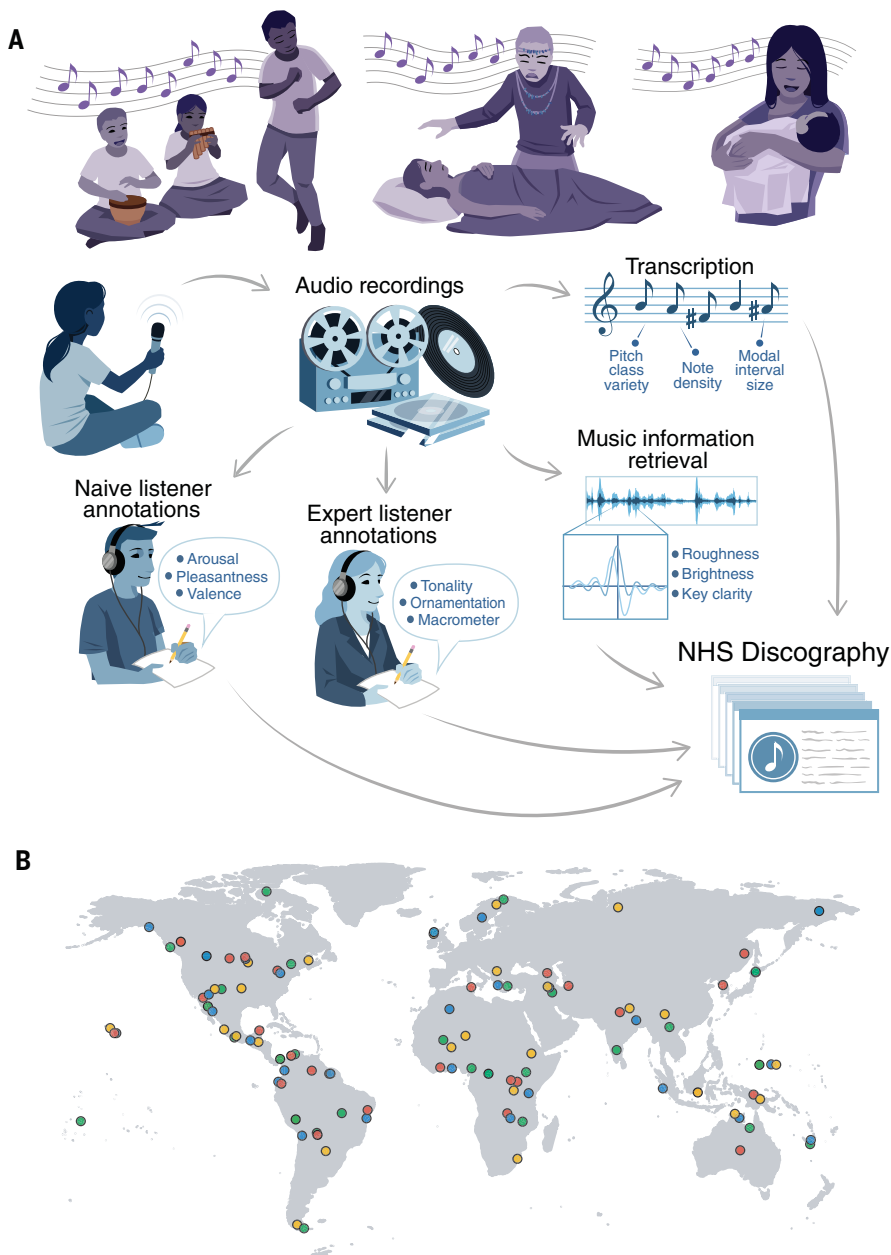 A
Audio recordings
Transcription
Pitch
class
variety
Note
density
Modal
interval
size
Music information
retrieval
Roughness
Brightness
Key clarity
Naive listener
annotations
Arousal
Pleasantness
Valence
Expert listener
annotations
Tonality
Ornamentation
Macrometer
NHS Discography
B